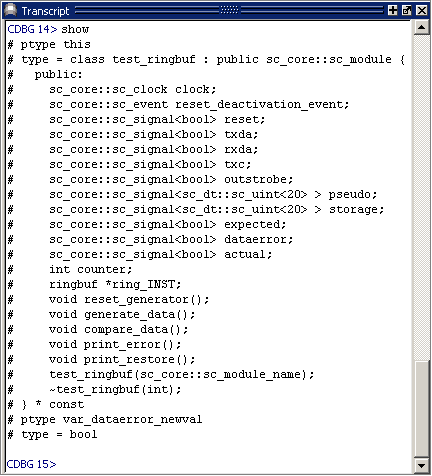 Transcript
CDBG 14> show
# ptype this
# type = class test_ringbuf : public sc_core::sc_module {
#   public:
#     sc_core::sc_clock clock;
#     sc_core::sc_event reset_deactivation_event;
#     sc_core::sc_signal<bool> reset;
#     sc_core::sc_signal<bool> txda;
#     sc_core::sc_signal<bool> rxda;
#     sc_core::sc_signal<bool> txc;
#     sc_core::sc_signal<bool> outstrobe;
#     sc_core::sc_signal<sc_dt::sc_uint<20> > pseudo;
#     sc_core::sc_signal<sc_dt::sc_uint<20> > storage;
#     sc_core::sc_signal<bool> expected;
#     sc_core::sc_signal<bool> dataerror;
#     sc_core::sc_signal<bool> actual;
#     int counter;
#     ringbuf *ring_INST;
#     void reset_generator();
#     void generate_data();
#     void compare_data();
#     void print_error();
#     void print_restore();
#     test_ringbuf(sc_core::sc_module_name);
#     ~test_ringbuf(int);
# } * const
# ptype var_dataerror_newval
# type = bool
CDBG 15>